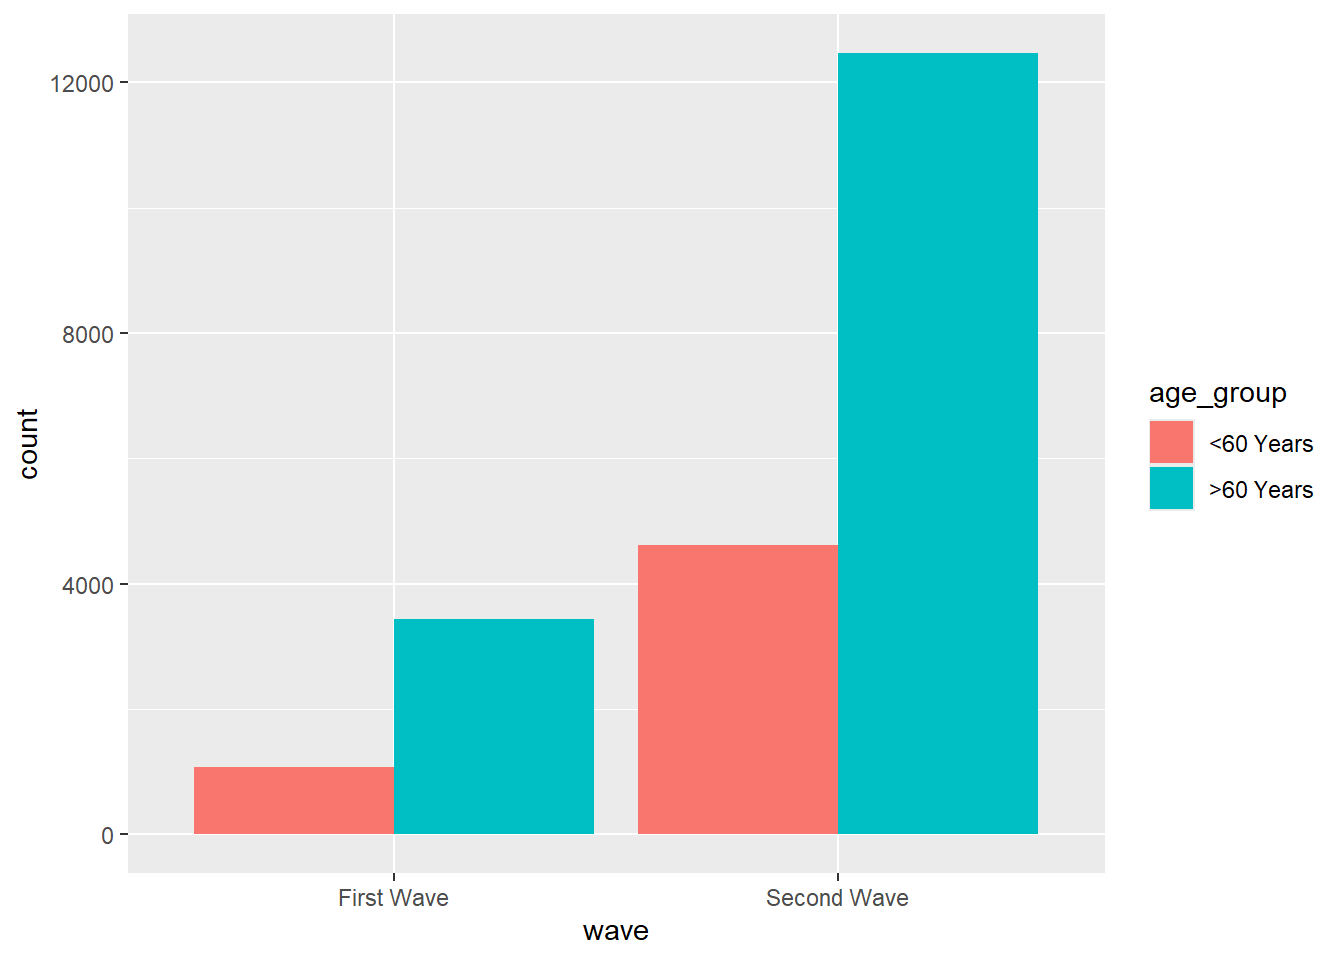 12000
8000
4000
0
count
First Wave
Second Wave
wave
age_group
<60 Years
>60 Years